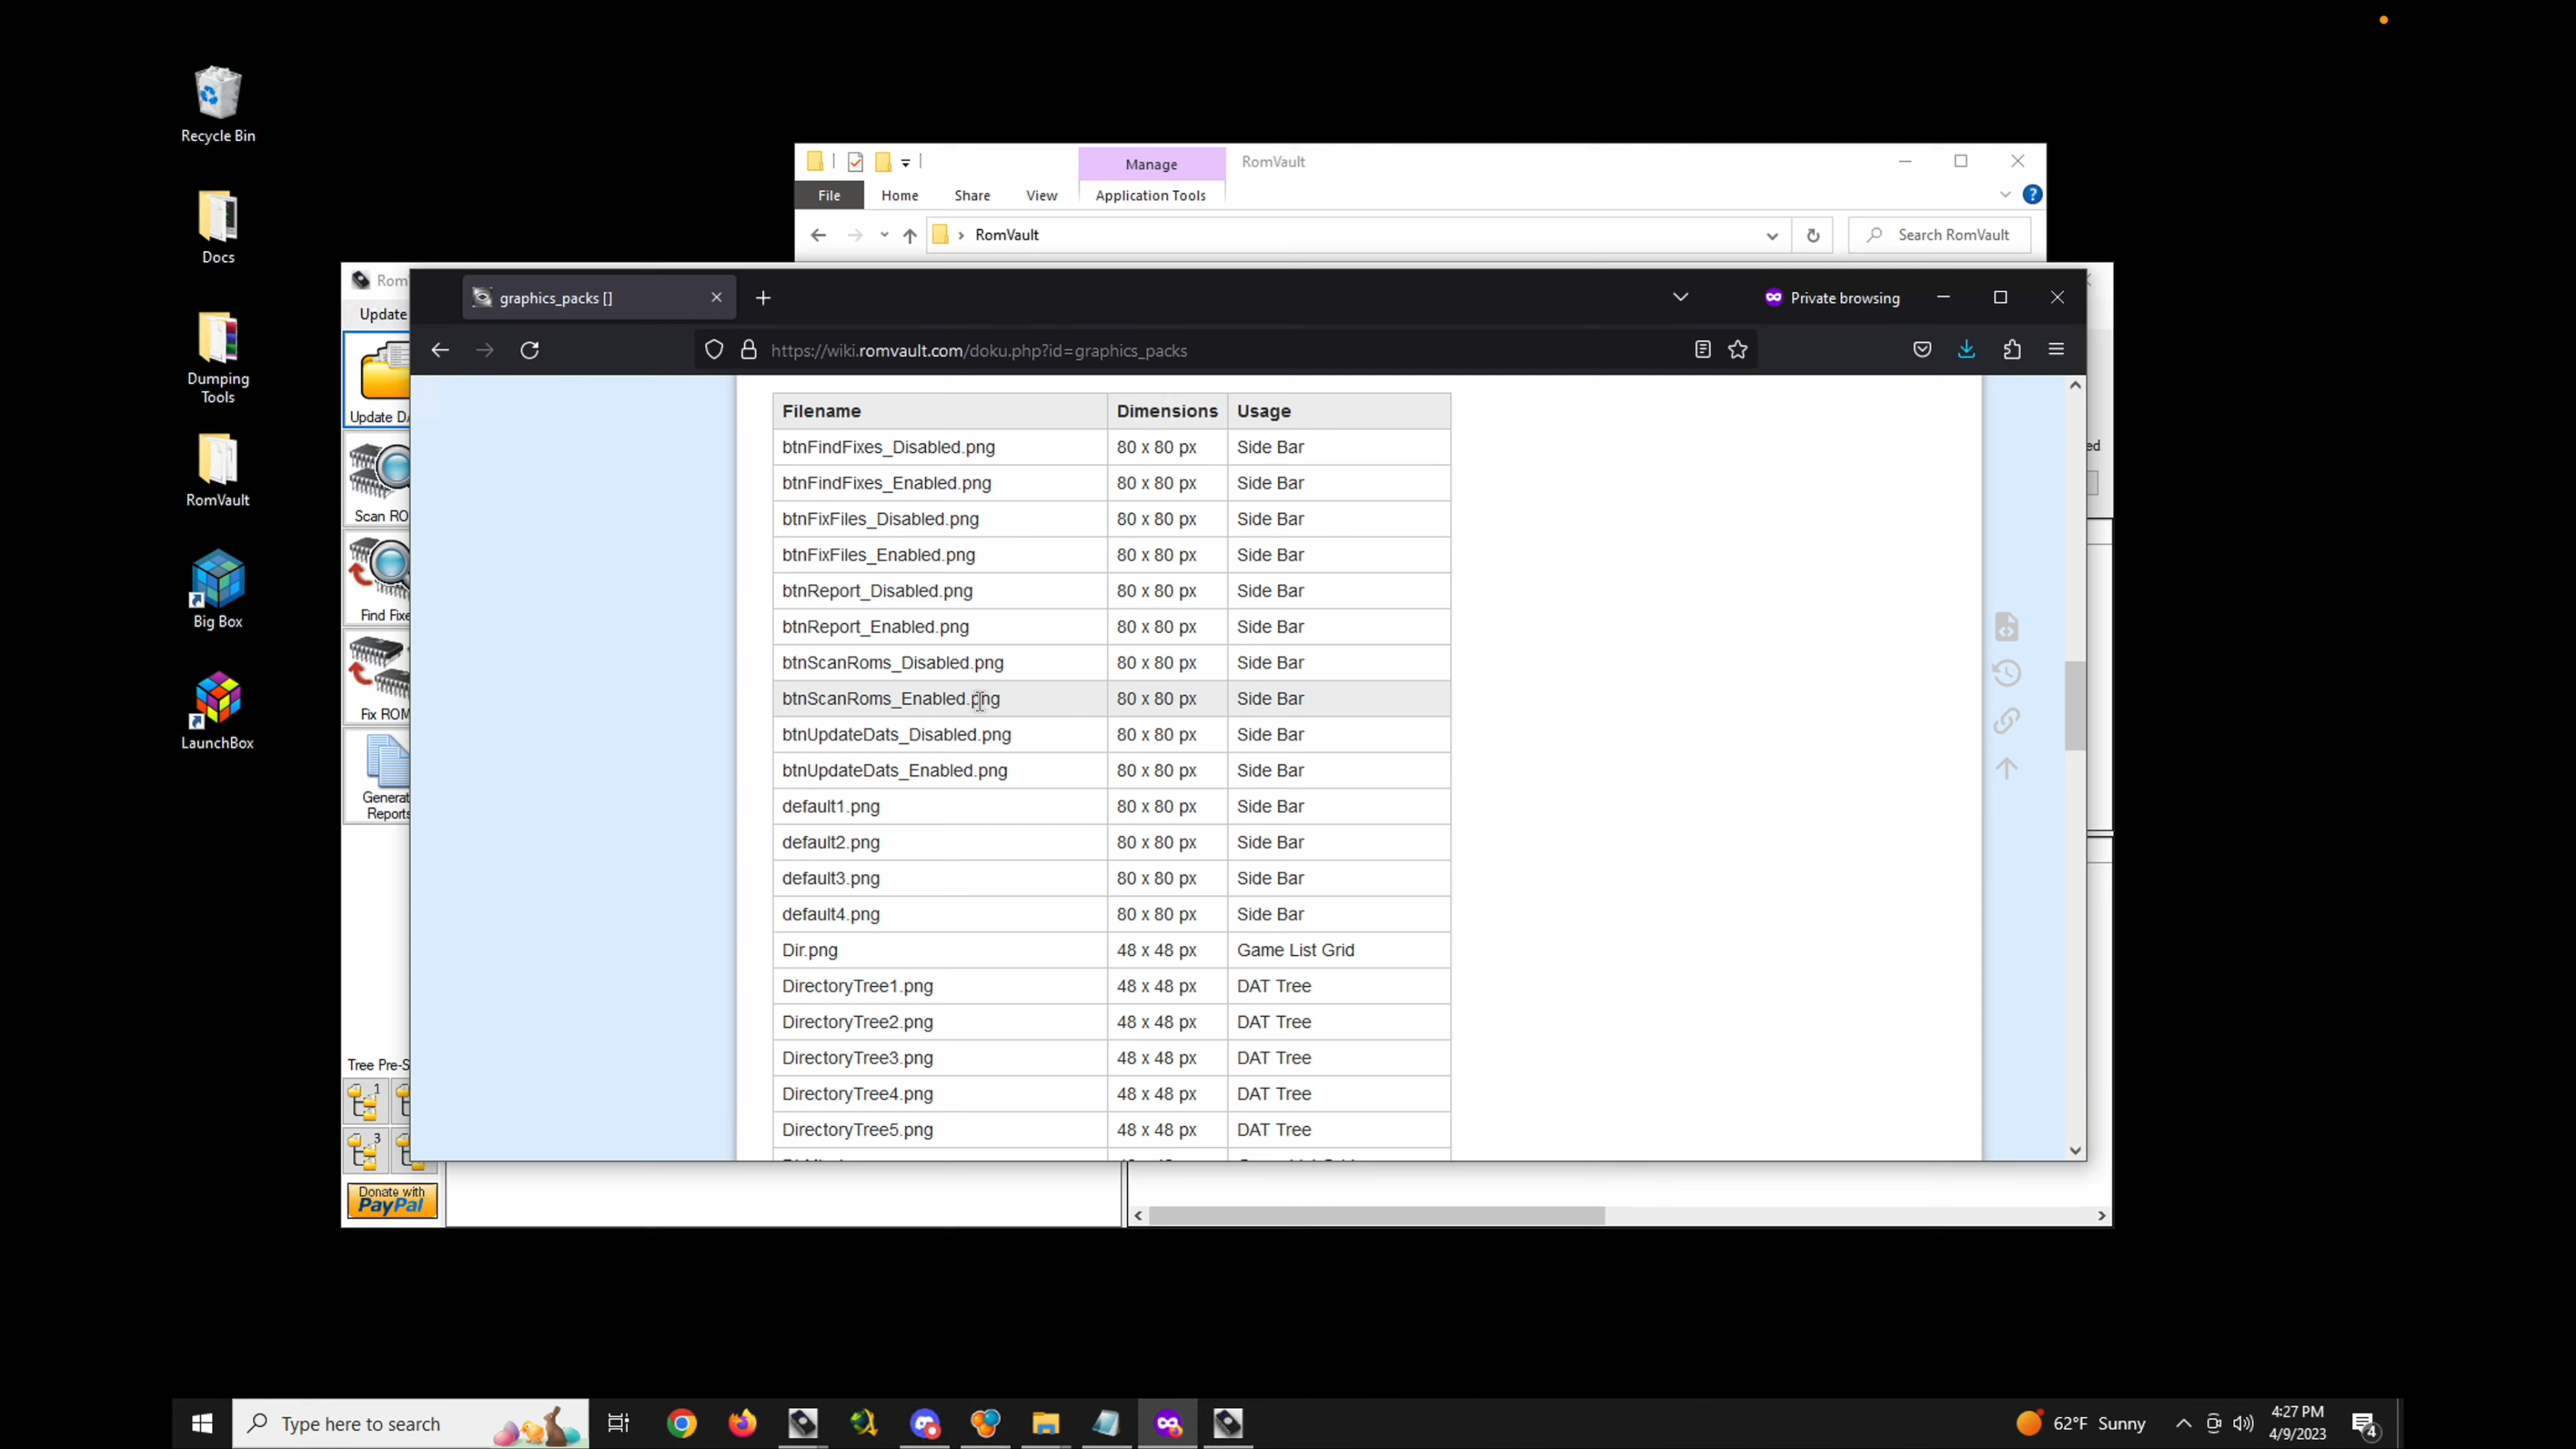 Recycle Bin
Docs
Dumping
Tools
RomVault
Big Box
LaunchBox
Manage
RomVault
File
Home
Share
View
Application Tools
RomVault
Search RomVault
Rom
Update
Update DA
Scan RO
Find Fixe
Fix ROM
Generat
Reports
Tree Pre-S
1
3
Donate with
PayPal
ed
graphics_packs []
Private browsing
https://wiki.romvault.com/doku.php?id=graphics_packs
Filename Dimensions Usage
btnFindFixes_Disabled.png 80 x 80 px Side Bar
btnFindFixes_Enabled.png 80 x 80 px Side Bar
btnFixFiles_Disabled.png 80 x 80 px Side Bar
btnFixFiles_Enabled.png 80 x 80 px Side Bar
btnReport_Disabled.png 80 x 80 px Side Bar
btnReport_Enabled.png 80 x 80 px Side Bar
btnScanRoms_Disabled.png 80 x 80 px Side Bar
btnScanRoms_Enabled.png 80 x 80 px Side Bar
btnUpdateDats_Disabled.png 80 x 80 px Side Bar
btnUpdateDats_Enabled.png 80 x 80 px Side Bar
default1.png 80 x 80 px Side Bar
default2.png 80 x 80 px Side Bar
default3.png 80 x 80 px Side Bar
default4.png 80 x 80 px Side Bar
Dir.png 48 x 48 px Game List Grid
DirectoryTree1.png 48 x 48 px DAT Tree
DirectoryTree2.png 48 x 48 px DAT Tree
DirectoryTree3.png 48 x 48 px DAT Tree
DirectoryTree4.png 48 x 48 px DAT Tree
DirectoryTree5.png 48 x 48 px DAT Tree
Type here to search
62°F Sunny
4:27 PM
4/9/2023
4